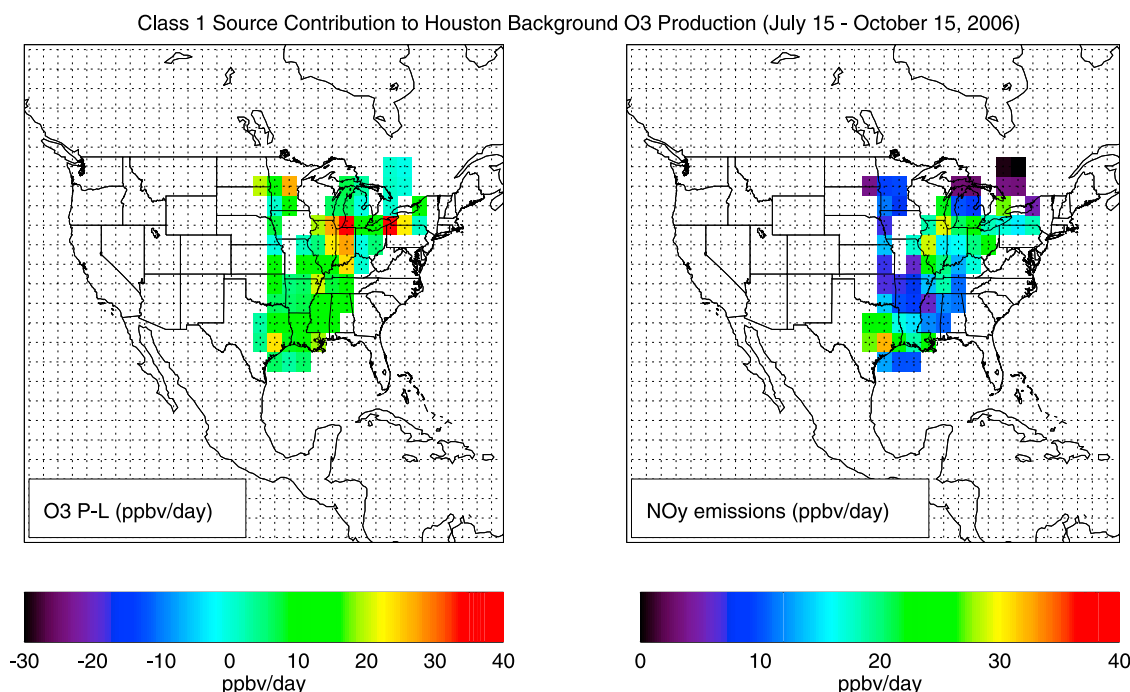 Class 1 Source Contribution to Houston Background O3 Production (July 15 - October 15, 2006)
O3 P-L (ppbv/day)
NOy emissions (ppbv/day)
-30 -20 -10 0 10 20 30 40
ppbv/day
0 10 20 30 40
ppbv/day